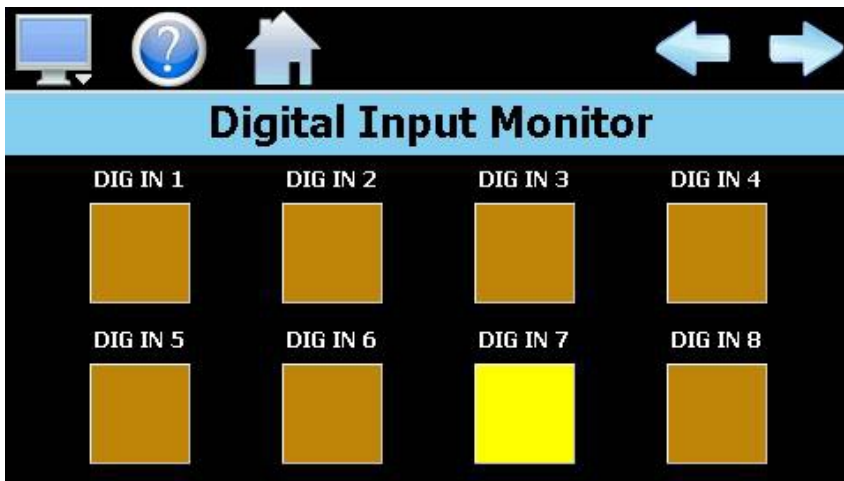 ?
Digital Input Monitor
DIG IN 1 DIG IN 2 DIG IN 3 DIG IN 4
DIG IN 5 DIG IN 6 DIG IN 7 DIG IN 8